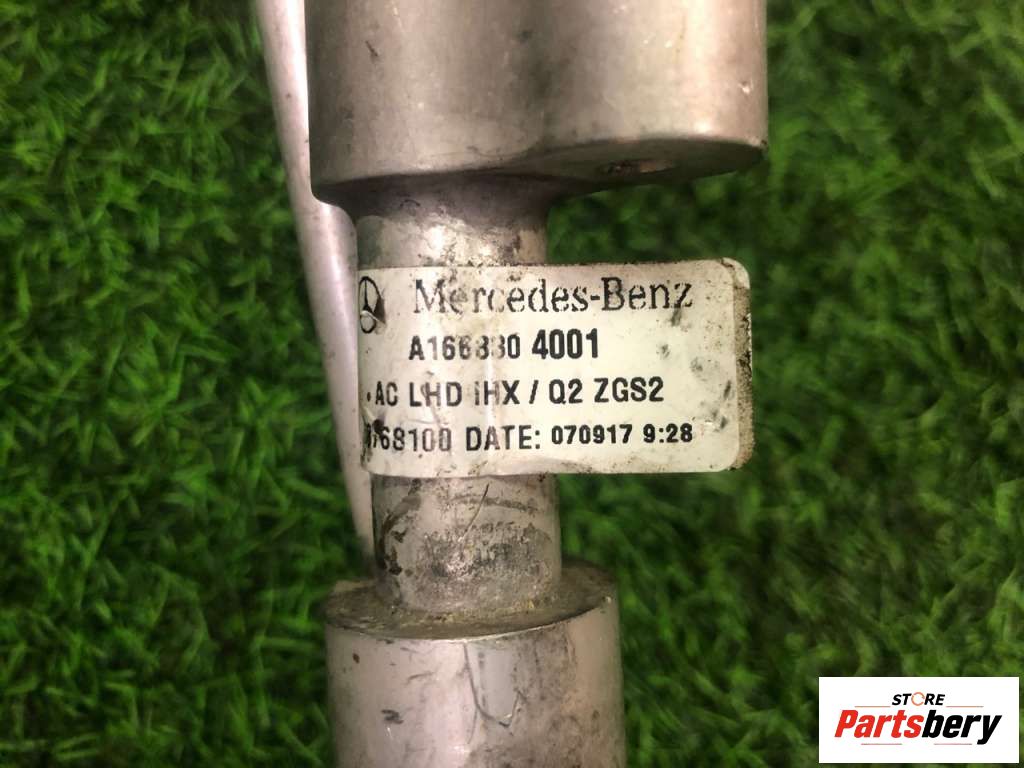 Mercedes-Benz
A166830 4001
AC LHD IHX / Q2 ZGS2
68100 DATE: 070917 9:28
STORE
Partsbery